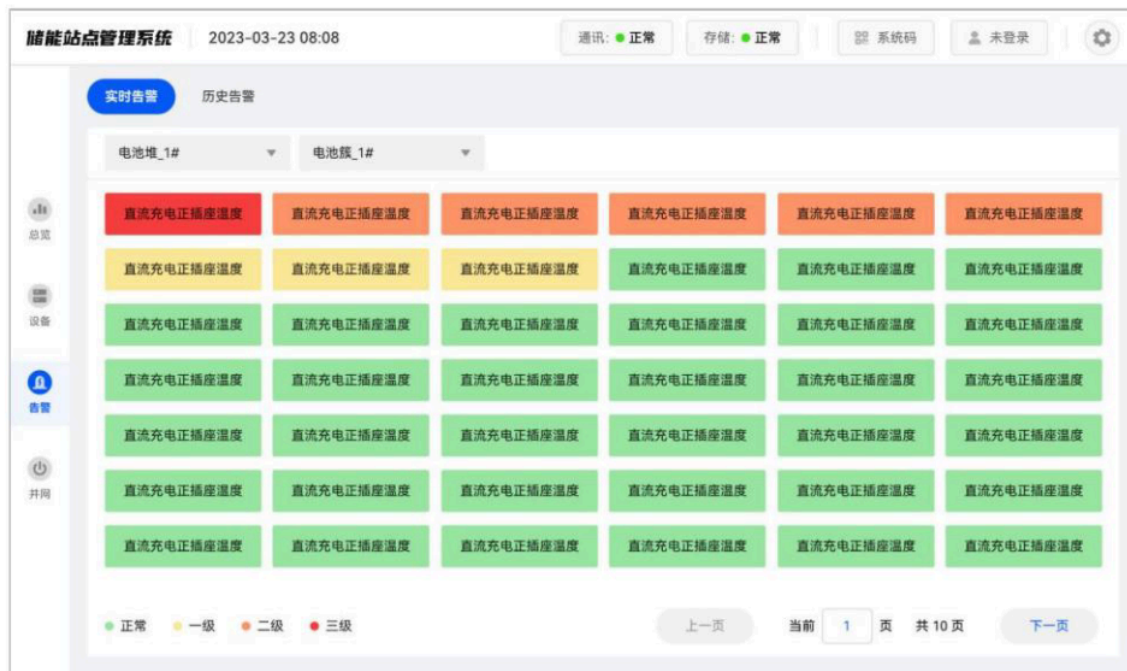 储能站点管理系统 2023-03-23 08:08 通讯: 正常 存储: 正常 系统码 未登录
实时告警 历史告警
电池堆_1# 电池簇_1#
总览
设备
告警
并网
直流充电正插座温度 直流充电正插座温度 直流充电正插座温度 直流充电正插座温度 直流充电正插座温度 直流充电正插座温度
直流充电正插座温度 直流充电正插座温度 直流充电正插座温度 直流充电正插座温度 直流充电正插座温度 直流充电正插座温度
直流充电正插座温度 直流充电正插座温度 直流充电正插座温度 直流充电正插座温度 直流充电正插座温度 直流充电正插座温度
直流充电正插座温度 直流充电正插座温度 直流充电正插座温度 直流充电正插座温度 直流充电正插座温度 直流充电正插座温度
直流充电正插座温度 直流充电正插座温度 直流充电正插座温度 直流充电正插座温度 直流充电正插座温度 直流充电正插座温度
直流充电正插座温度 直流充电正插座温度 直流充电正插座温度 直流充电正插座温度 直流充电正插座温度 直流充电正插座温度
直流充电正插座温度 直流充电正插座温度 直流充电正插座温度 直流充电正插座温度 直流充电正插座温度 直流充电正插座温度
正常 一级 二级 三级 上一页 当前 1 页 共 10 页 下一页